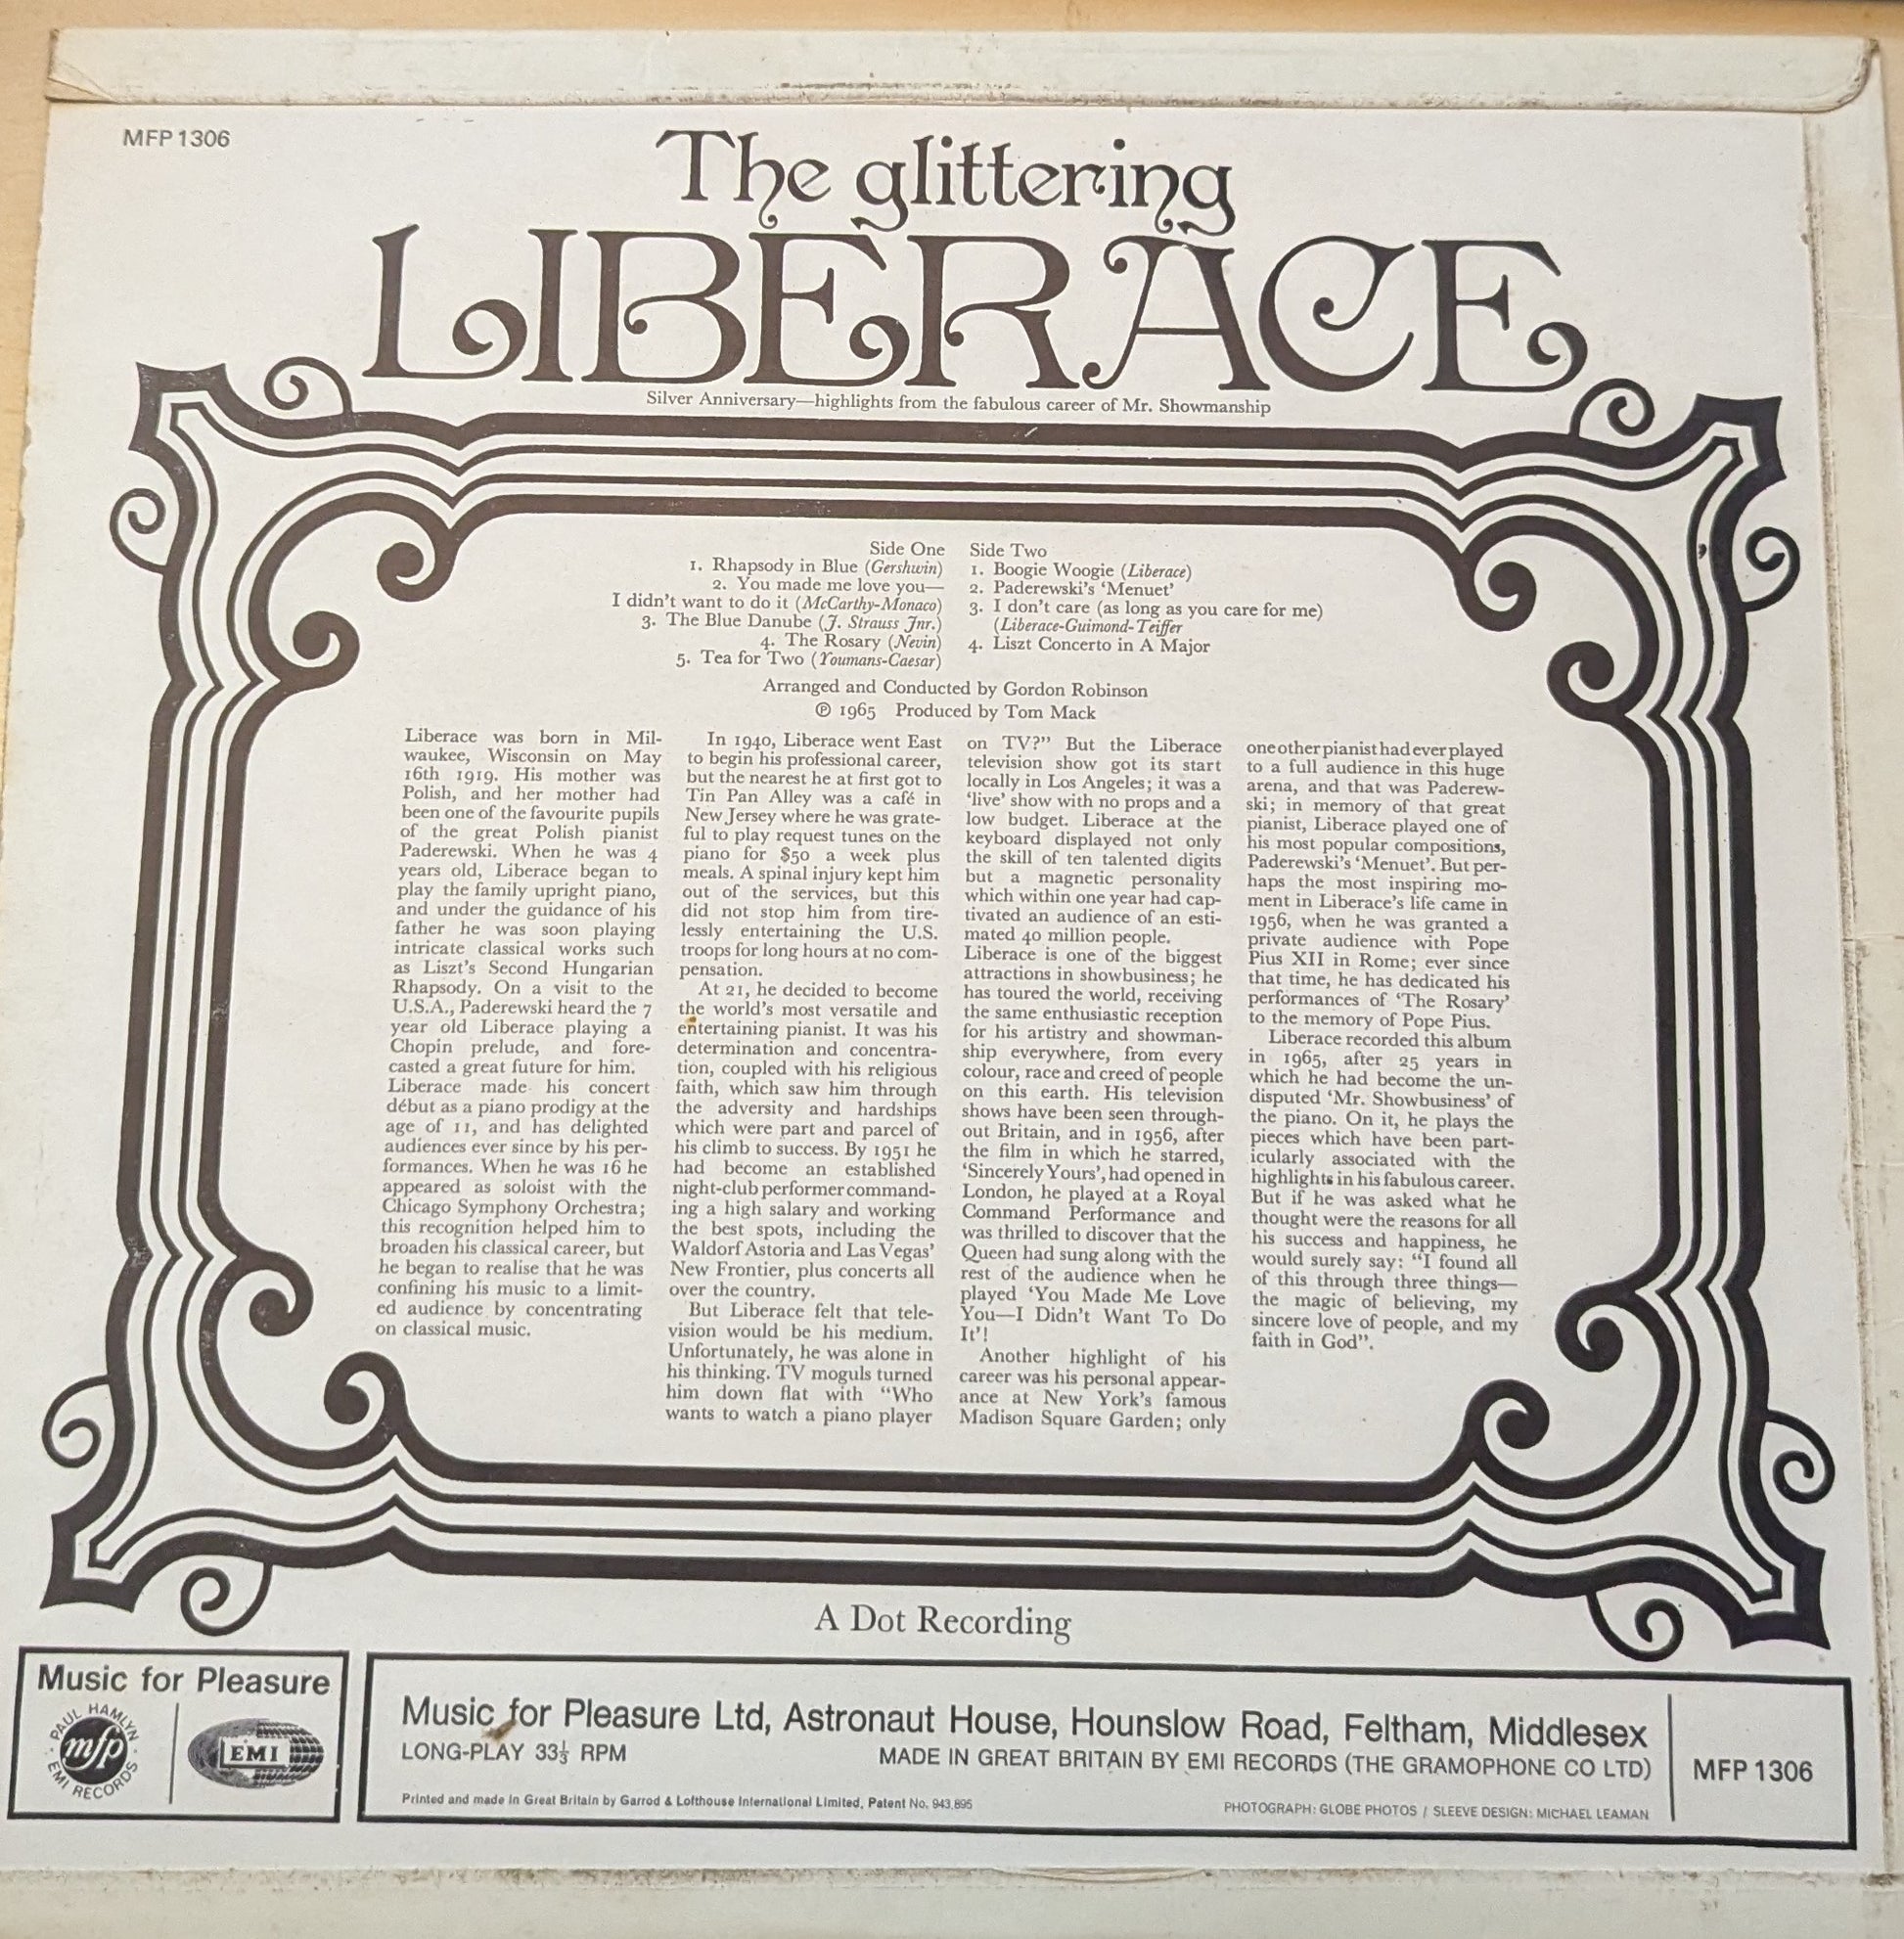 MFP 1306
The glittering
LIBERACE
Silver Anniversary—highlights from the fabulous career of Mr. Showmanship
Side One
1. Rhapsody in Blue (Gershwin)
2. You made me love you—
I didn't want to do it (McCarthy-Monaco)
3. The Blue Danube (J. Strauss Jnr.)
4. The Rosary (Nevin)
5. Tea for Two (Youmans-Caesar)
Side Two
1. Boogie Woogie (Liberace)
2. Paderewski's 'Menuet'
3. I don't care (as long as you care for me)
(Liberace-Guimond-Teiffer
4. Liszt Concerto in A Major
Arranged and Conducted by Gordon Robinson
℗ 1965 Produced by Tom Mack
Liberace was born in Mil-
waukee, Wisconsin on May
16th 1919. His mother was
Polish, and her mother had
been one of the favourite pupils
of the great Polish pianist
Paderewski. When he was 4
years old, Liberace began to
play the family upright piano,
and under the guidance of his
father he was soon playing
intricate classical works such
as Liszt's Second Hungarian
Rhapsody. On a visit to the
U.S.A., Paderewski heard the 7
year old Liberace playing a
Chopin prelude, and fore-
casted a great future for him.
Liberace made his concert
début as a piano prodigy at the
age of 11, and has delighted
audiences ever since by his per-
formances. When he was 16 he
appeared as soloist with the
Chicago Symphony Orchestra;
this recognition helped him to
broaden his classical career, but
he began to realise that he was
confining his music to a limit-
ed audience by concentrating
on classical music.
In 1940, Liberace went East
to begin his professional career,
but the nearest he at first got to
Tin Pan Alley was a café in
New Jersey where he was grate-
ful to play request tunes on the
piano for $50 a week plus
meals. A spinal injury kept him
out of the services, but this
did not stop him from tire-
lessly entertaining the U.S.
troops for long hours at no com-
pensation.
At 21, he decided to become
the world's most versatile and
entertaining pianist. It was his
determination and concentra-
tion, coupled with his religious
faith, which saw him through
the adversity and hardships
which were part and parcel of
his climb to success. By 1951 he
had become an established
night-club performer command-
ing a high salary and working
the best spots, including the
Waldorf Astoria and Las Vegas'
New Frontier, plus concerts all
over the country.
But Liberace felt that tele-
vision would be his medium.
Unfortunately, he was alone in
his thinking. TV moguls turned
him down flat with "Who
wants to watch a piano player
on TV?" But the Liberace
television show got its start
locally in Los Angeles; it was a
'live' show with no props and a
low budget. Liberace at the
keyboard displayed not only
the skill of ten talented digits
but a magnetic personality
which within one year had cap-
tivated an audience of an esti-
mated 40 million people.
Liberace is one of the biggest
attractions in showbusiness; he
has toured the world, receiving
the same enthusiastic reception
for his artistry and showman-
ship everywhere, from every
colour, race and creed of people
on this earth. His television
shows have been seen through-
out Britain, and in 1956, after
the film in which he starred,
'Sincerely Yours', had opened in
London, he played at a Royal
Command Performance and
was thrilled to discover that the
Queen had sung along with the
rest of the audience when he
played 'You Made Me Love
You—I Didn't Want To Do
It'!
Another highlight of his
career was his personal appear-
ance at New York's famous
Madison Square Garden; only
one other pianist had ever played
to a full audience in this huge
arena, and that was Paderew-
ski; in memory of that great
pianist, Liberace played one of
his most popular compositions,
Paderewski's 'Menuet'. But per-
haps the most inspiring mo-
ment in Liberace's life came in
1956, when he was granted a
private audience with Pope
Pius XII in Rome; ever since
that time, he has dedicated his
performances of 'The Rosary'
to the memory of Pope Pius.
Liberace recorded this album
in 1965, after 25 years in
which he had become the un-
disputed 'Mr. Showbusiness' of
the piano. On it, he plays the
pieces which have been part-
icularly associated with the
highlights in his fabulous career.
But if he was asked what he
thought were the reasons for all
his success and happiness, he
would surely say: "I found all
of this through three things—
the magic of believing, my
sincere love of people, and my
faith in God".
A Dot Recording
Music for Pleasure
PAUL HAMLYN
mfp
EMI RECORDS
EMI
Music for Pleasure Ltd, Astronaut House, Hounslow Road, Feltham, Middlesex
LONG-PLAY 33⅓ RPM
MADE IN GREAT BRITAIN BY EMI RECORDS (THE GRAMOPHONE CO LTD)
Printed and made in Great Britain by Garrod & Lofthouse International Limited, Patent No. 943,895
PHOTOGRAPH: GLOBE PHOTOS / SLEEVE DESIGN: MICHAEL LEAMAN
MFP 1306